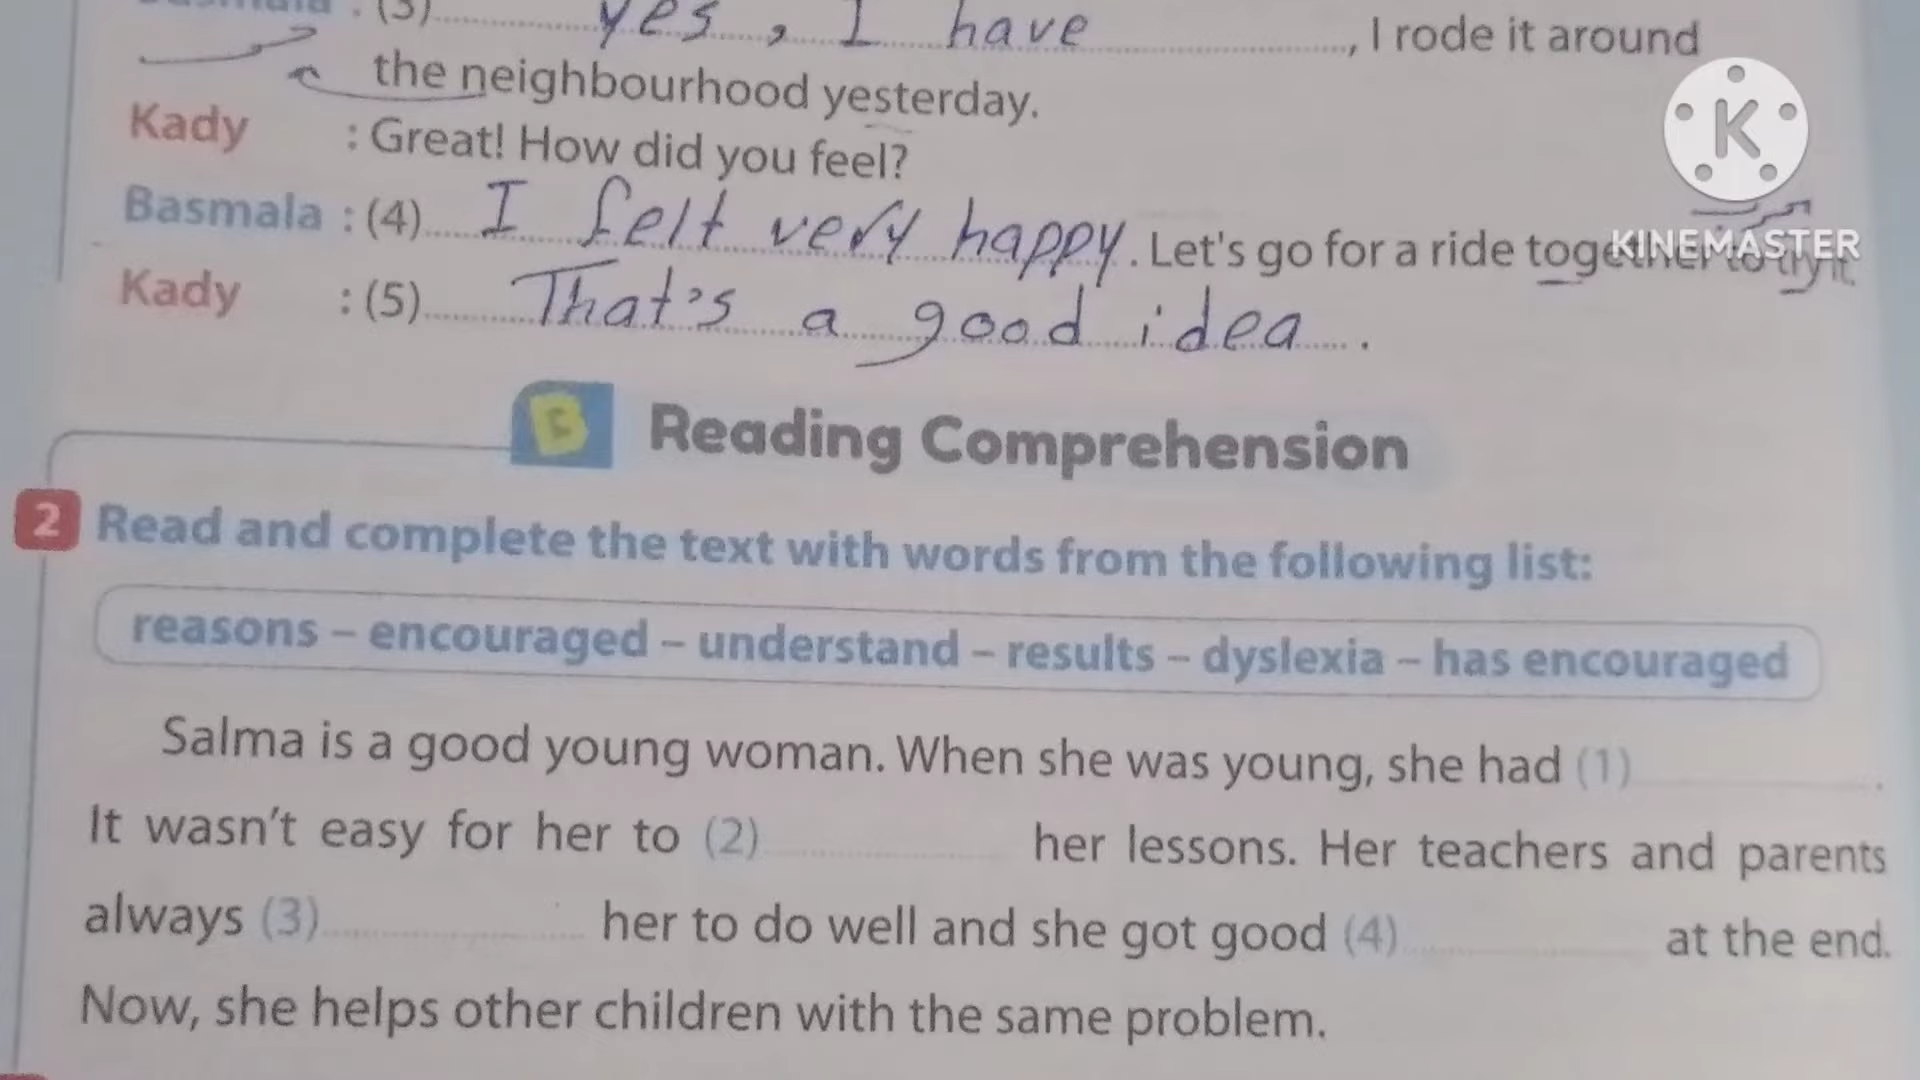 (3) yes, I have, I rode it around
the neighbourhood yesterday.
Kady : Great! How did you feel?
Basmala : (4) I felt very happy. Let's go for a ride together to try it.
Kady : (5) That's a good idea.
K
KINEMASTER
B Reading Comprehension
2 Read and complete the text with words from the following list:
reasons – encouraged – understand – results – dyslexia – has encouraged
Salma is a good young woman. When she was young, she had (1) .
It wasn't easy for her to (2) her lessons. Her teachers and parents
always (3) her to do well and she got good (4) at the end.
Now, she helps other children with the same problem.